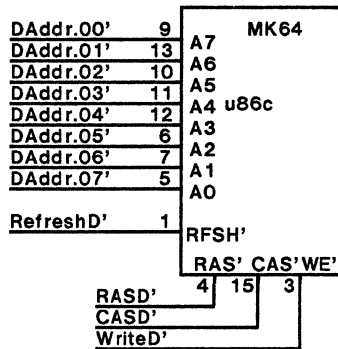 DAddr.00' 9 MK64
DAddr.01' 13 A7
DAddr.02' 10 A6
DAddr.03' 11 A5
DAddr.04' 12 A4 u86c
DAddr.05' 6 A3
DAddr.06' 7 A2
DAddr.07' 5 A1
A0
RefreshD' 1
RFSH'
RAS' CAS' WE'
4 15 3
RASD'
CASD'
WriteD'